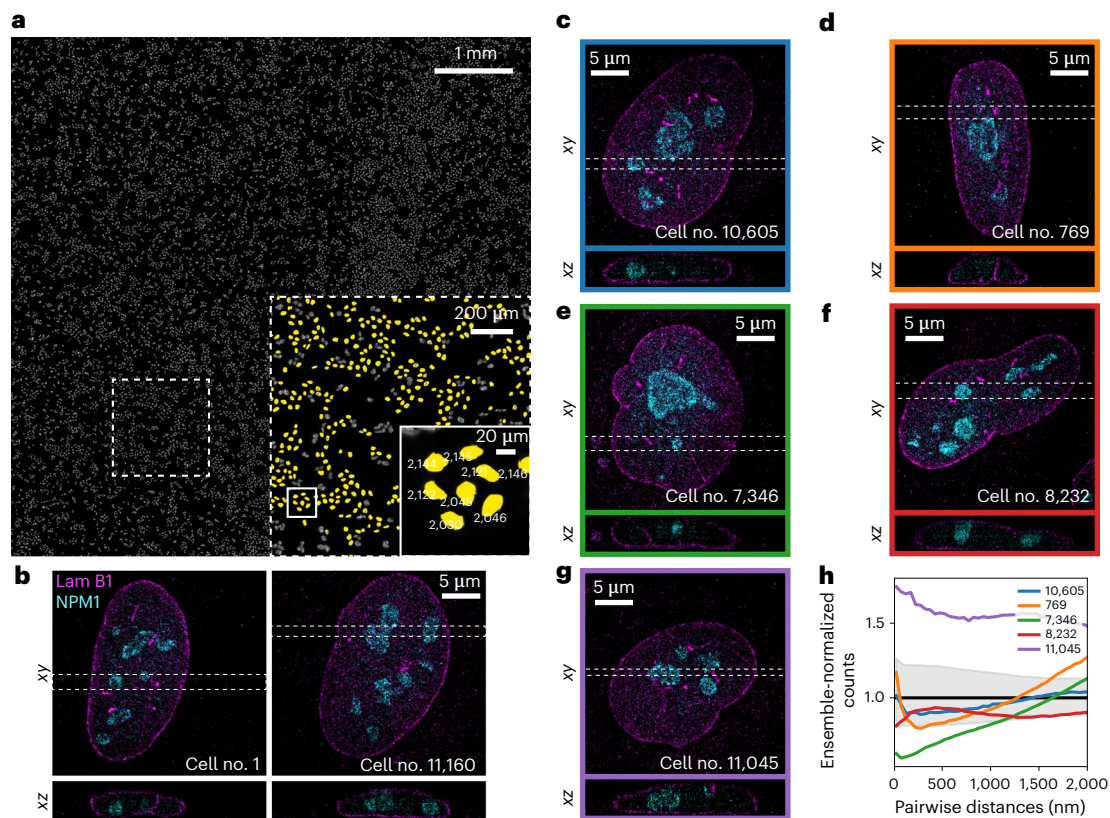 a
1 mm
200 µm
20 µm
2,144
2,145
2,121
2,146
2,122
2,045
2,030
2,046
b
Lam B1
NPM1
xy
Cell no. 1
xz
5 µm
Cell no. 11,160
c
5 µm
xy
Cell no. 10,605
xz
d
5 µm
Cell no. 769
xy
xz
e
5 µm
xy
Cell no. 7,346
xz
f
5 µm
xy
Cell no. 8,232
xz
g
5 µm
xy
Cell no. 11,045
xz
h
Ensemble-normalized
counts
1.5
1.0
10,605
769
7,346
8,232
11,045
0
500
1,000
1,500
2,000
Pairwise distances (nm)